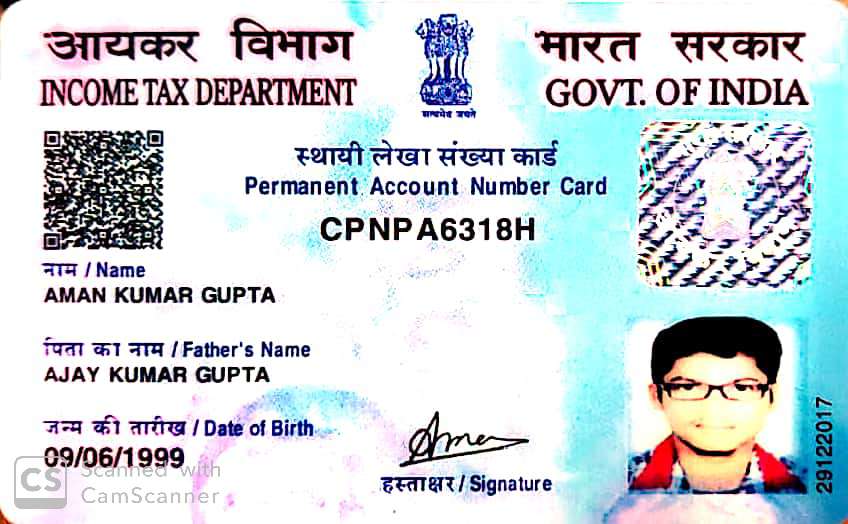 आयकर विभाग
INCOME TAX DEPARTMENT
सत्यमेव जयते
भारत सरकार
GOVT. OF INDIA
स्थायी लेखा संख्या कार्ड
Permanent Account Number Card
CPNPA6318H
नाम / Name
AMAN KUMAR GUPTA
पिता का नाम / Father's Name
AJAY KUMAR GUPTA
जन्म की तारीख / Date of Birth
09/06/1999
Aman
हस्ताक्षर / Signature
29122017
CS Scanned with
CamScanner